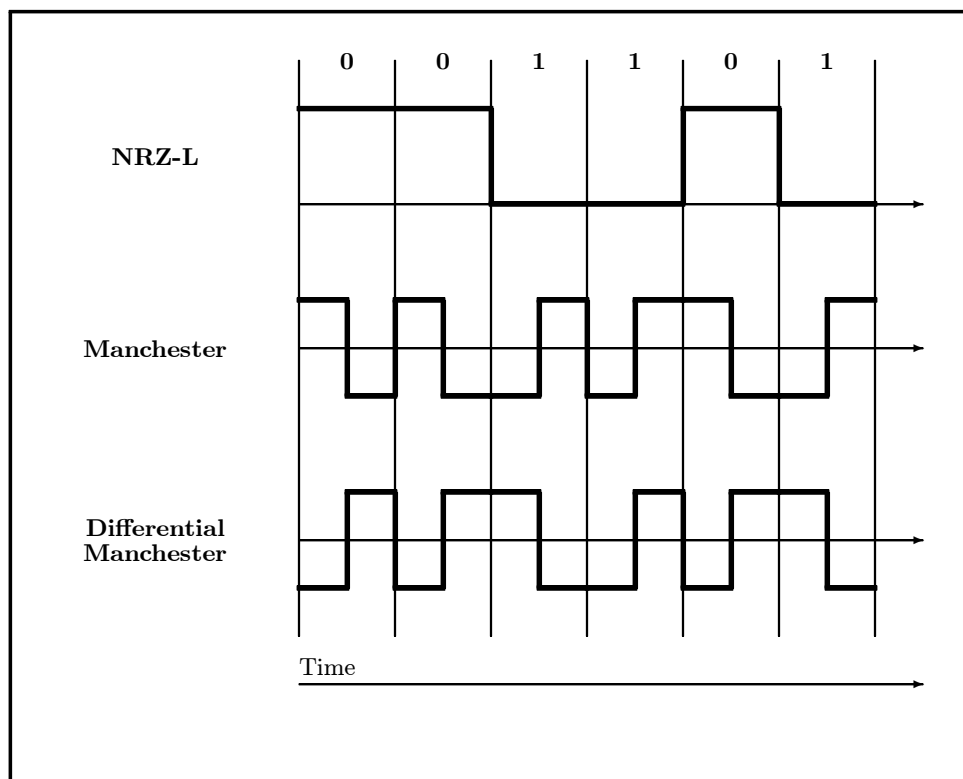 0 0 1 1 0 1
NRZ-L
Manchester
Differential
Manchester
Time